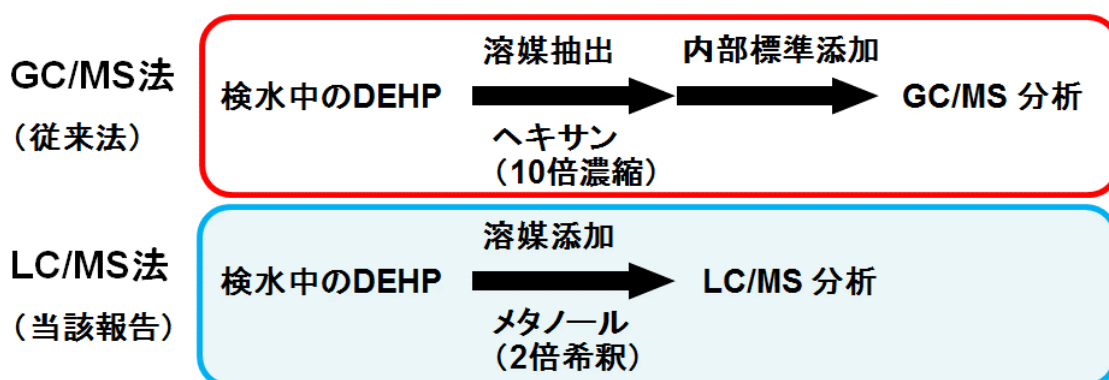 GC/MS法
（従来法）
検水中のDEHP
溶媒抽出
ヘキサン
（10倍濃縮）
内部標準添加
GC/MS 分析
LC/MS法
（当該報告）
検水中のDEHP
溶媒添加
メタノール
（2倍希釈）
LC/MS 分析